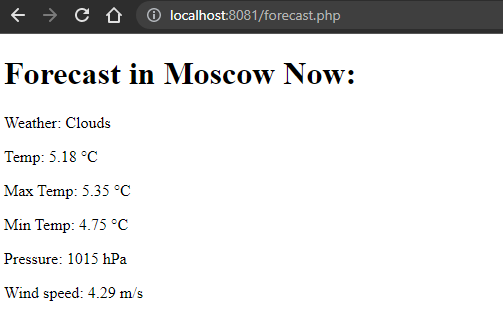 localhost:8081/forecast.php
Forecast in Moscow Now:
Weather: Clouds
Temp: 5.18 °C
Max Temp: 5.35 °C
Min Temp: 4.75 °C
Pressure: 1015 hPa
Wind speed: 4.29 m/s